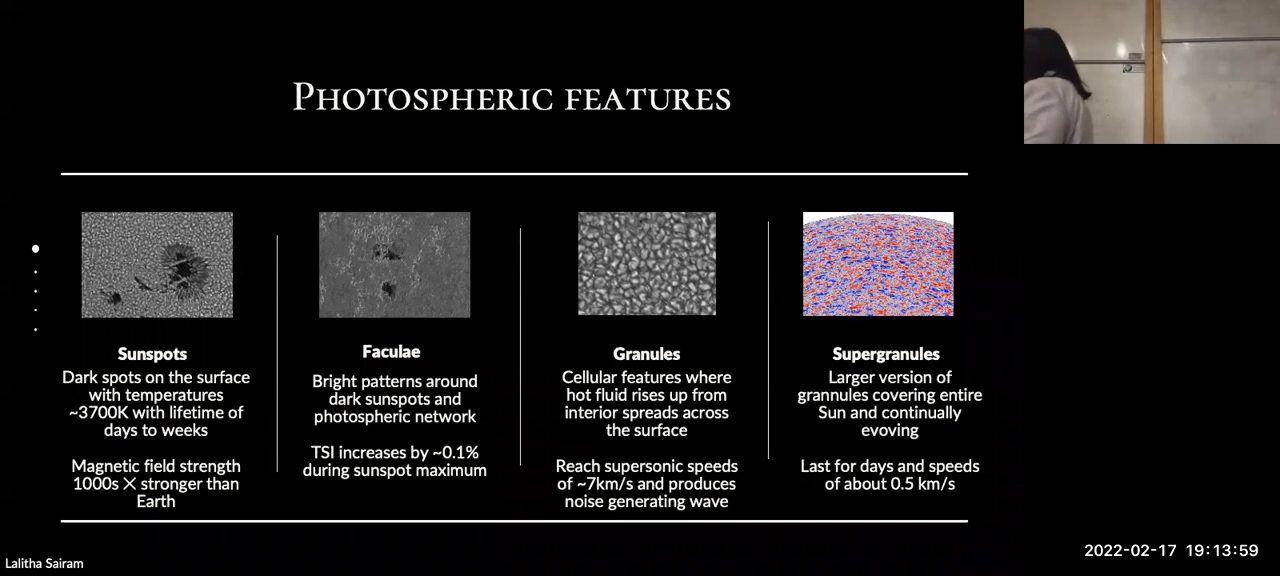 PHOTOSPHERIC FEATURES
Sunspots
Dark spots on the surface
with temperatures
~3700K with lifetime of
days to weeks
Magnetic field strength
1000s ✕ stronger than
Earth
Faculae
Bright patterns around
dark sunspots and
photospheric network
TSI increases by ~0.1%
during sunspot maximum
Granules
Cellular features where
hot fluid rises up from
interior spreads across
the surface
Reach supersonic speeds
of ~7km/s and produces
noise generating wave
Supergranules
Larger version of
grannules covering entire
Sun and continually
evoving
Last for days and speeds
of about 0.5 km/s
Lalitha Sairam
2022-02-17 19:13:59